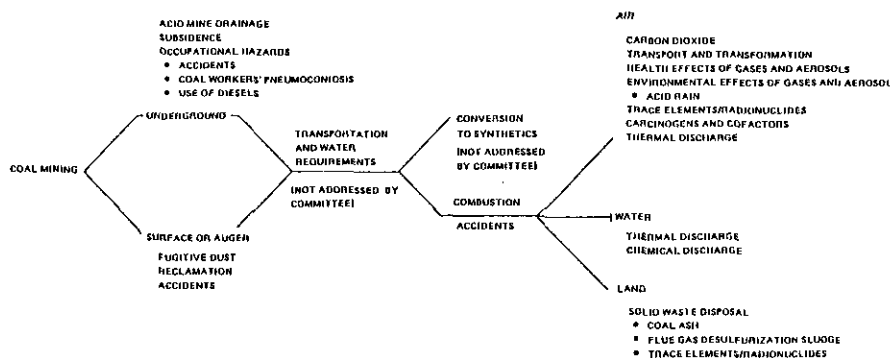 ACID MINE DRAINAGE
SUBSIDENCE
OCCUPATIONAL HAZARDS
• ACCIDENTS
• COAL WORKERS' PNEUMOCONIOSIS
• USE OF DIESELS
UNDERGROUND
COAL MINING
SURFACE OR AUGER
FUGITIVE DUST
RECLAMATION
ACCIDENTS
TRANSPORTATION
AND WATER
REQUIREMENTS
(NOT ADDRESSED BY
COMMITTEE)
CONVERSION
TO SYNTHETICS
(NOT ADDRESSED
BY COMMITTEE)
COMBUSTION
ACCIDENTS
AIR
CARBON DIOXIDE
TRANSPORT AND TRANSFORMATION
HEALTH EFFECTS OF GASES AND AEROSOLS
ENVIRONMENTAL EFFECTS OF GASES AND AEROSOL
• ACID RAIN
TRACE ELEMENTS/RADIONUCLIDES
CARCINOGENS AND COFACTORS
THERMAL DISCHARGE
WATER
THERMAL DISCHARGE
CHEMICAL DISCHARGE
LAND
SOLID WASTE DISPOSAL
• COAL ASH
• FLUE GAS DESULFURIZATION SLUDGE
• TRACE ELEMENTS/RADIONUCLIDES